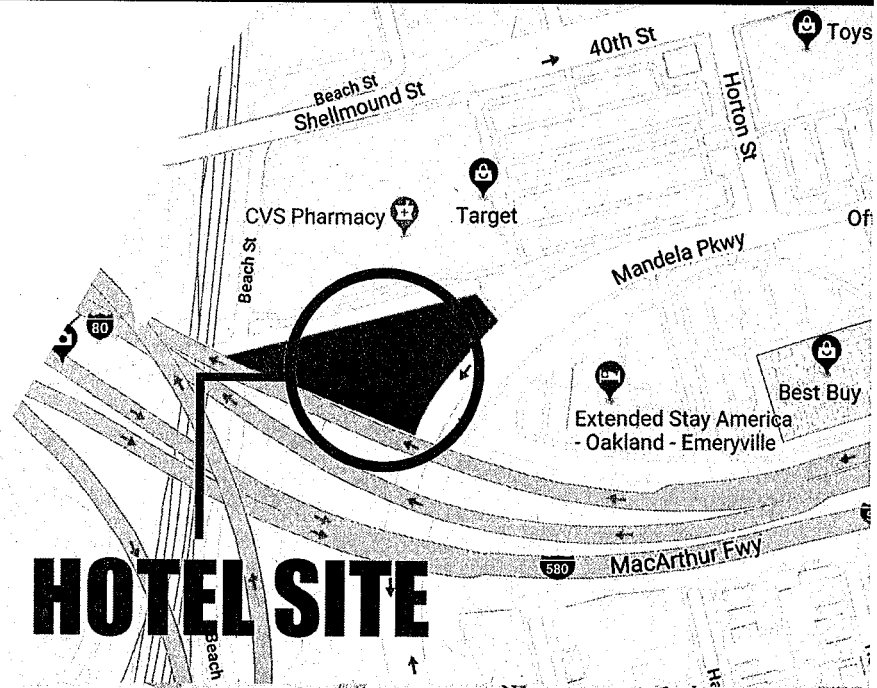 Toys
40th St
Beach St
Shellmound St
Horton St
CVS Pharmacy
Target
Of
Beach St
Mandela Pkwy
80
Best Buy
Extended Stay America
- Oakland - Emeryville
580
MacArthur Fwy
HOTEL SITE
Beach